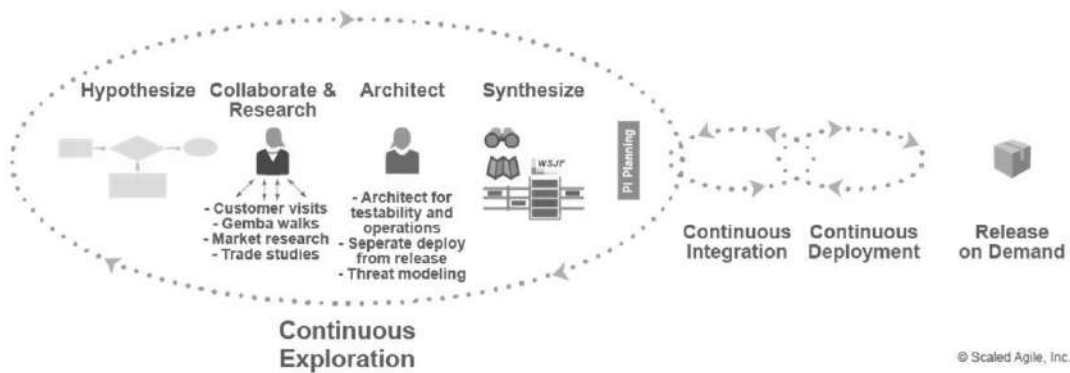 Hypothesize
Collaborate &
Research
Architect
Synthesize
WSJF
PI Planning
- Customer visits
- Gemba walks
- Market research
- Trade studies
- Architect for
testability and
operations
- Seperate deploy
from release
- Threat modeling
Continuous
Integration
Continuous
Deployment
Release
on Demand
Continuous
Exploration
© Scaled Agile, Inc.